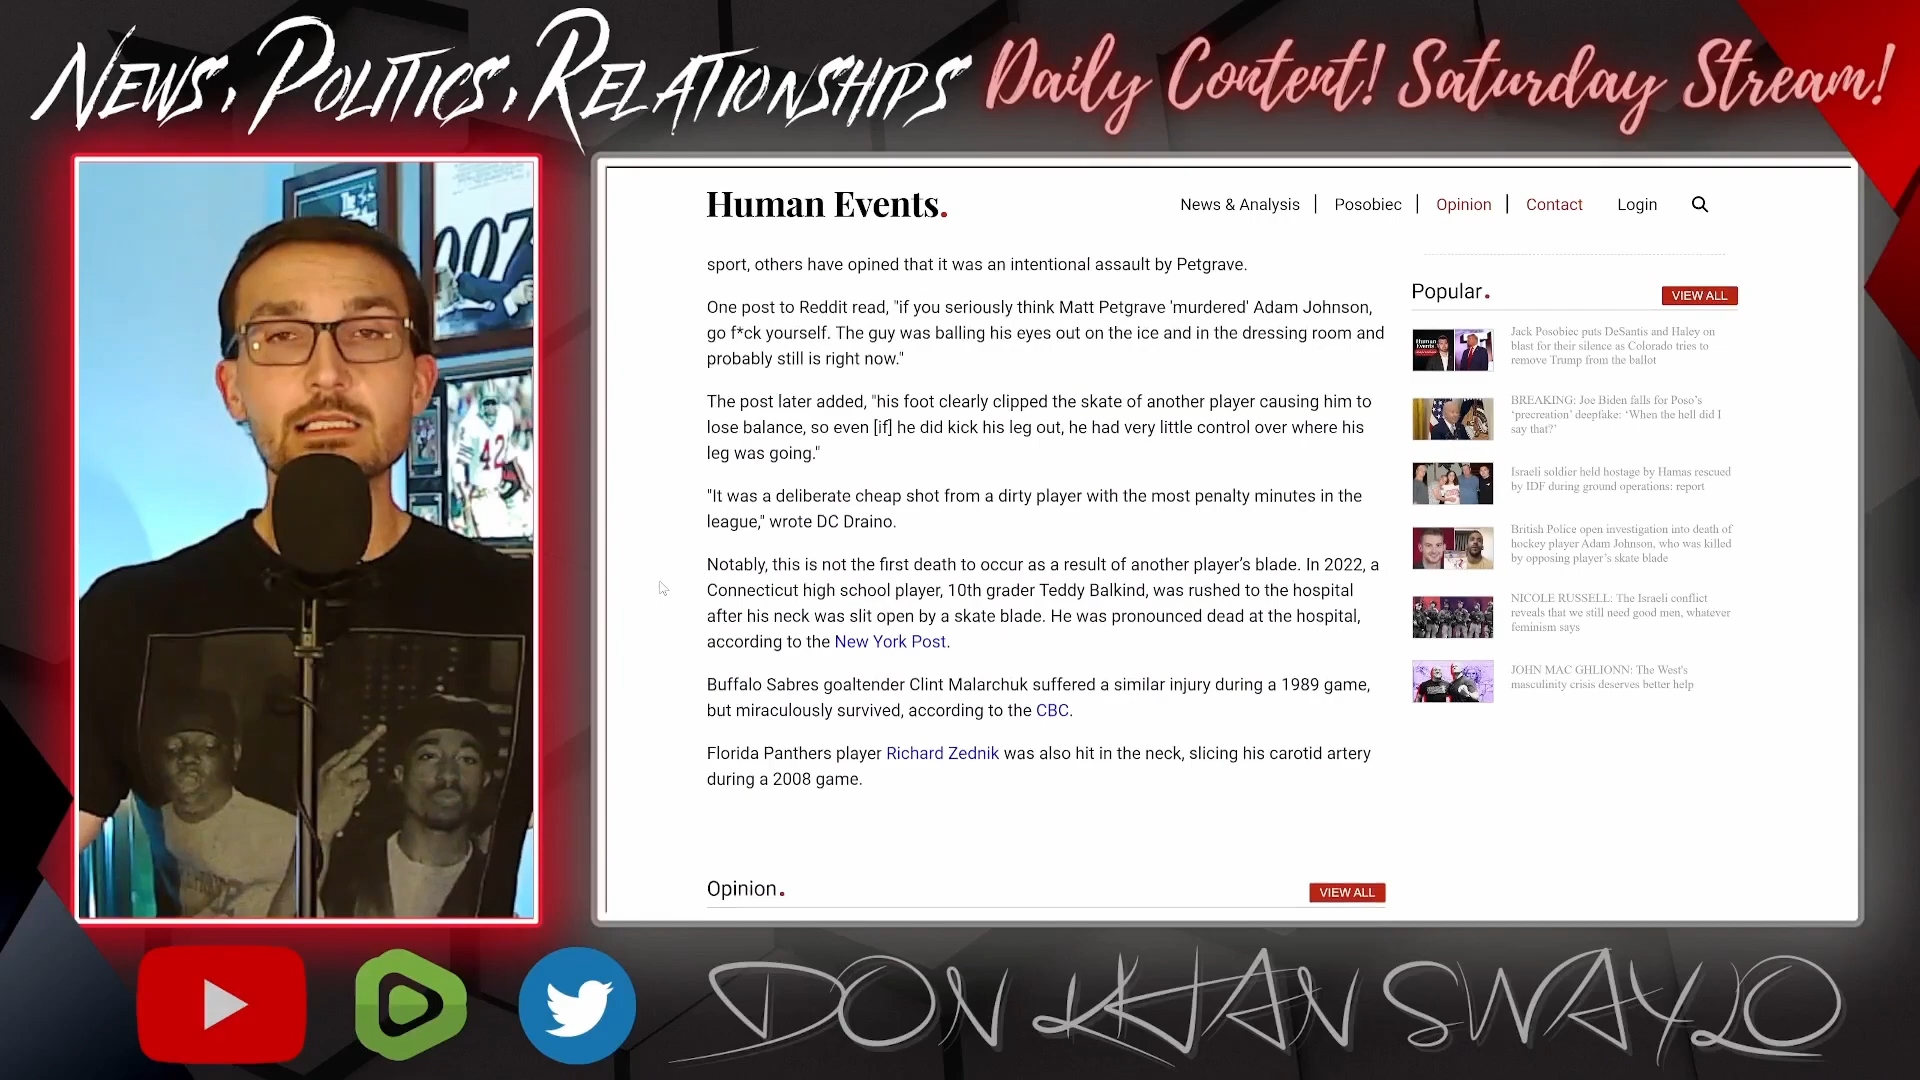 News, Politics, Relationships Daily Content! Saturday Stream!
007
42
Human Events.
News & Analysis | Posobiec | Opinion | Contact Login
sport, others have opined that it was an intentional assault by Petgrave.
One post to Reddit read, "if you seriously think Matt Petgrave 'murdered' Adam Johnson,
go f*ck yourself. The guy was balling his eyes out on the ice and in the dressing room and
probably still is right now."
The post later added, "his foot clearly clipped the skate of another player causing him to
lose balance, so even [if] he did kick his leg out, he had very little control over where his
leg was going."
"It was a deliberate cheap shot from a dirty player with the most penalty minutes in the
league," wrote DC Draino.
Notably, this is not the first death to occur as a result of another player's blade. In 2022, a
Connecticut high school player, 10th grader Teddy Balkind, was rushed to the hospital
after his neck was slit open by a skate blade. He was pronounced dead at the hospital,
according to the New York Post.
Buffalo Sabres goaltender Clint Malarchuk suffered a similar injury during a 1989 game,
but miraculously survived, according to the CBC.
Florida Panthers player Richard Zednik was also hit in the neck, slicing his carotid artery
during a 2008 game.
Opinion.
VIEW ALL
Popular.
VIEW ALL
Jack Posobiec puts DeSantis and Haley on
blast for their silence as Colorado tries to
remove Trump from the ballot
BREAKING: Joe Biden falls for Poso's
'precreation' deepfake: 'When the hell did I
say that?'
Israeli soldier held hostage by Hamas rescued
by IDF during ground operations: report
British Police open investigation into death of
hockey player Adam Johnson, who was killed
by opposing player's skate blade
NICOLE RUSSELL: The Israeli conflict
reveals that we still need good men, whatever
feminism says
JOHN MAC GHLIONN: The West's
masculinity crisis deserves better help
DON KHAN SWAYLO